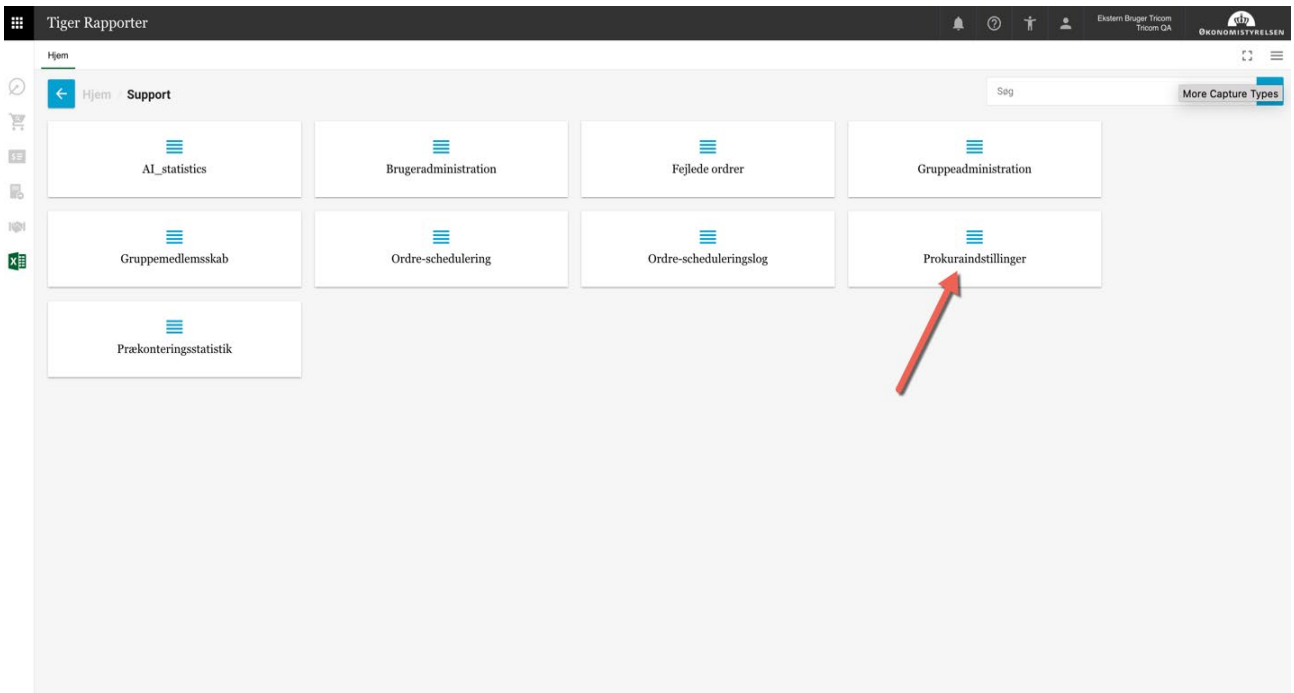 Tiger Rapporter
Ekstern Bruger Tricom
Tricom QA
ØKONOMISTYRELSEN
Hjem
Hjem / Support
Søg
More Capture Types
AI_statistics
Brugeradministration
Fejlede ordrer
Gruppeadministration
Gruppemedlemsskab
Ordre-schedulering
Ordre-scheduleringslog
Prokuraindstillinger
Prækonteringsstatistik